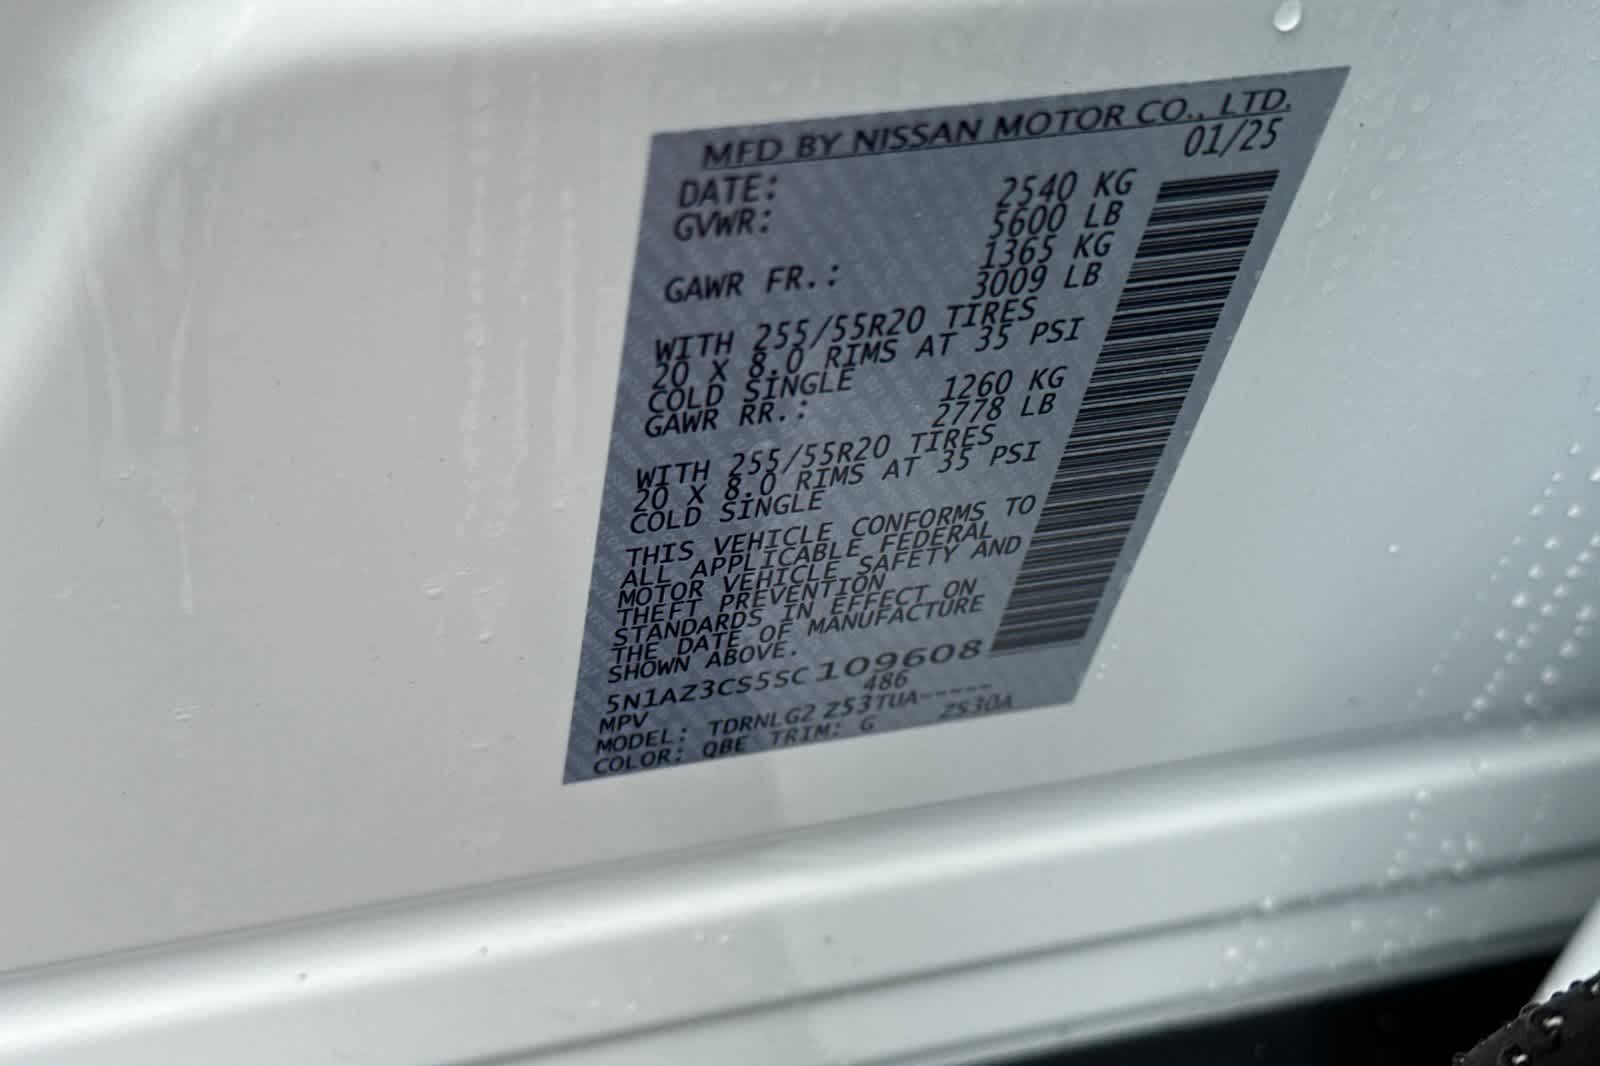 MFD BY NISSAN MOTOR CO., LTD.
DATE: 01/25
GVWR: 2540 KG
5600 LB
GAWR FR.: 1365 KG
3009 LB
WITH 255/55R20 TIRES
20 X 8.0 RIMS AT 35 PSI
COLD SINGLE
GAWR RR.: 1260 KG
2778 LB
WITH 255/55R20 TIRES
20 X 8.0 RIMS AT 35 PSI
COLD SINGLE
THIS VEHICLE CONFORMS TO
ALL APPLICABLE FEDERAL
MOTOR VEHICLE SAFETY AND
THEFT PREVENTION
STANDARDS IN EFFECT ON
THE DATE OF MANUFACTURE
SHOWN ABOVE.
5N1AZ3CS5SC109608
MPV 486
MODEL: TDRNLG2 Z53TUA-----
COLOR: QBE TRIM: G ZS30A